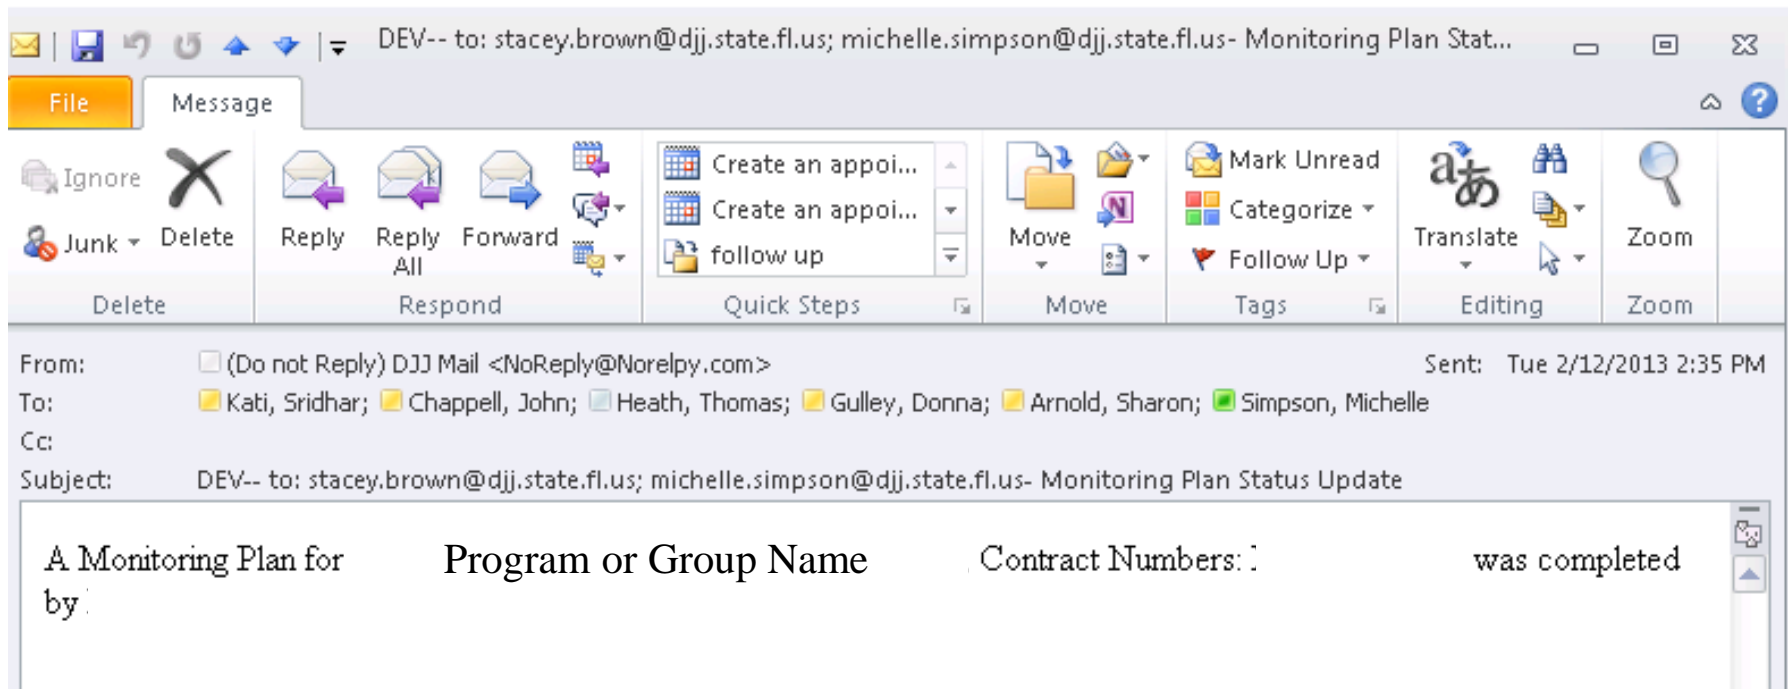 DEV-- to: stacey.brown@djj.state.fl.us; michelle.simpson@djj.state.fl.us- Monitoring Plan Stat...
File Message
Ignore
Junk
Delete
Delete
Reply
Reply All
Forward
Respond
Create an appoi...
Create an appoi...
follow up
Quick Steps
Move
Move
Mark Unread
Categorize
Follow Up
Tags
Translate
Editing
Zoom
Zoom
From: (Do not Reply) DJJ Mail <NoReply@Norelpy.com> Sent: Tue 2/12/2013 2:35 PM
To: Kati, Sridhar; Chappell, John; Heath, Thomas; Gulley, Donna; Arnold, Sharon; Simpson, Michelle
Cc:
Subject: DEV-- to: stacey.brown@djj.state.fl.us; michelle.simpson@djj.state.fl.us- Monitoring Plan Status Update
A Monitoring Plan for Program or Group Name Contract Numbers: was completed
by